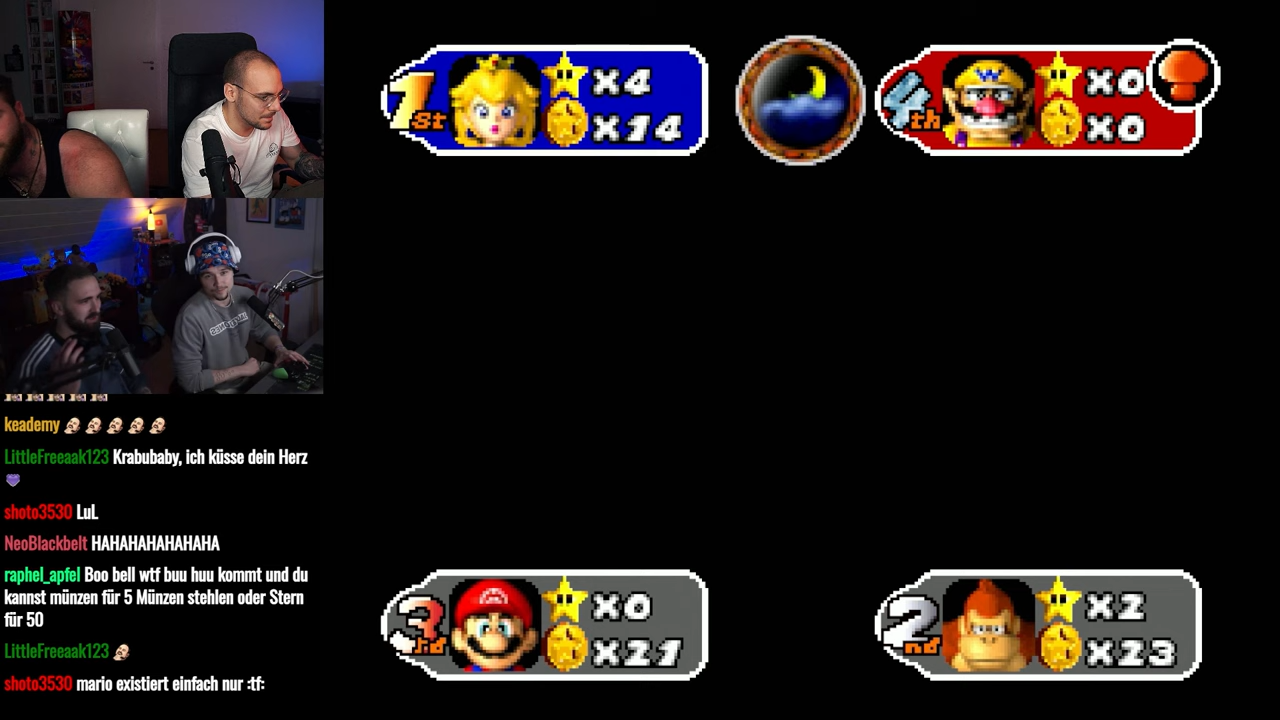 1st
x4
x14
4th
x0
x0
keademy
LittleFreeaak123 Krabubaby, ich küsse dein Herz
shoto3530 LuL
NeoBlackbelt HAHAHAHAHAHAHA
raphel_apfel Boo bell wtf buu huu kommt und du
kannst münzen für 5 Münzen stehlen oder Stern
für 50
LittleFreeaak123
shoto3530 mario existiert einfach nur :tf:
3rd
x0
x21
2nd
x2
x23